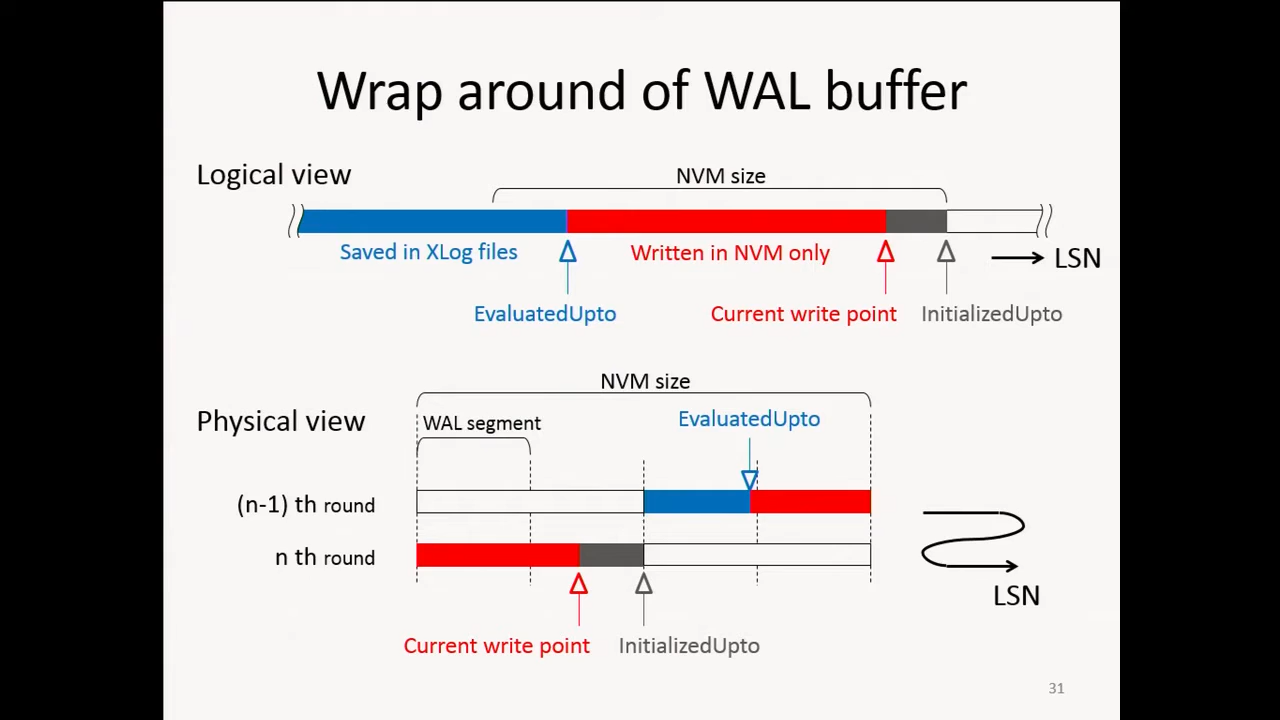 Wrap around of WAL buffer
Logical view
NVM size
Saved in XLog files
Written in NVM only
LSN
EvaluatedUpto
Current write point
InitializedUpto
NVM size
Physical view
WAL segment
EvaluatedUpto
(n-1) th round
n th round
LSN
Current write point
InitializedUpto
31